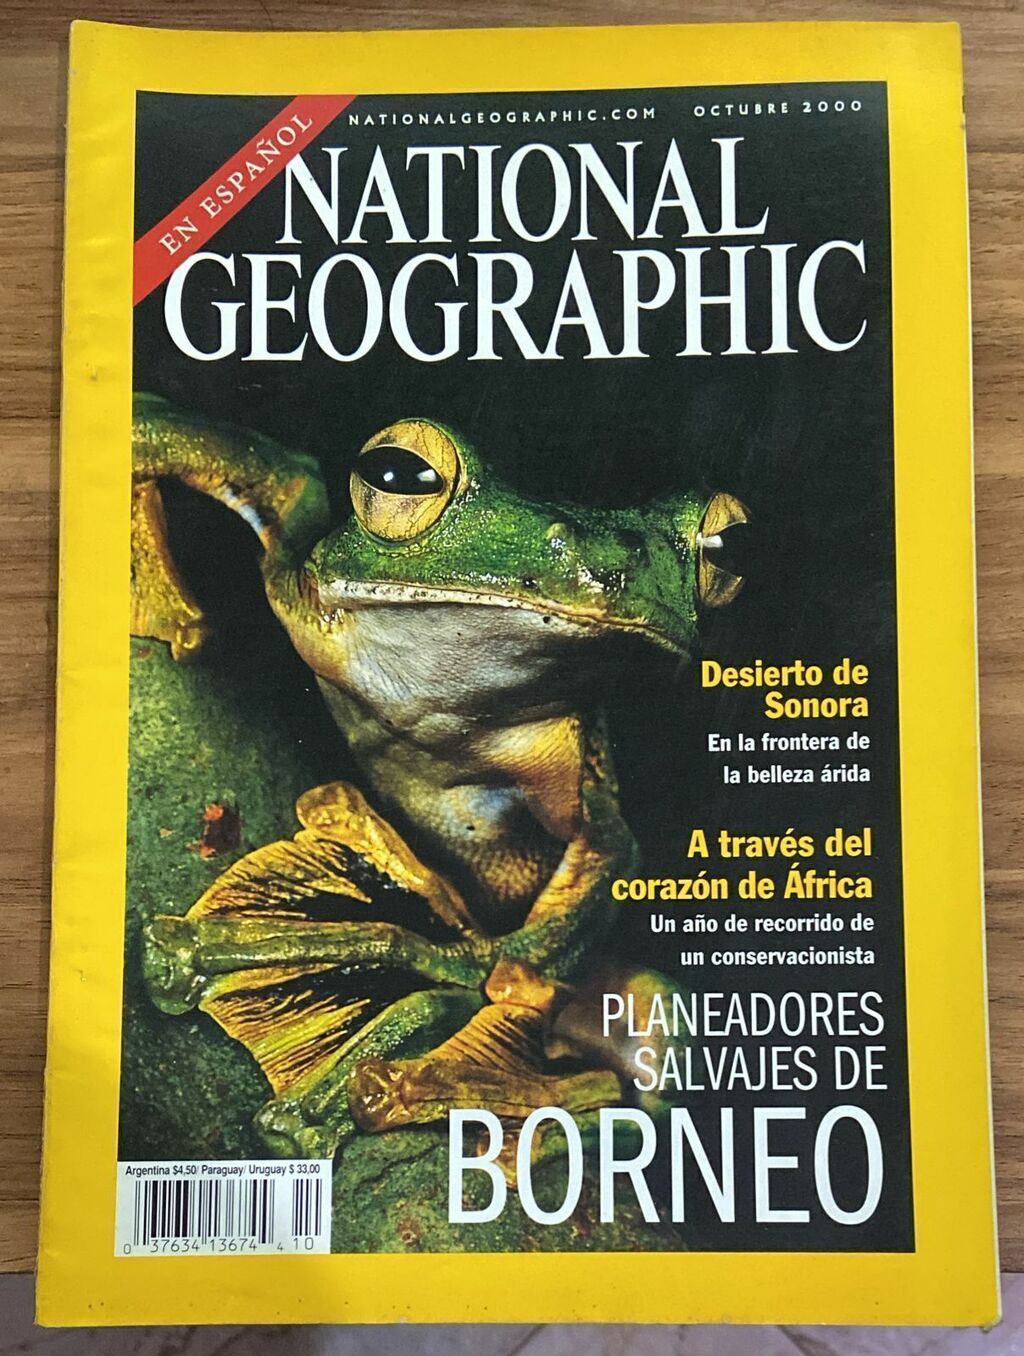 EN ESPAÑOL
NATIONALGEOGRAPHIC.COM OCTUBRE 2000
NATIONAL
GEOGRAPHIC
Desierto de
Sonora
En la frontera de
la belleza árida
A través del
corazón de África
Un año de recorrido de
un conservacionista
PLANEADORES
SALVAJES DE
BORNEO
Argentina $4,50/ Paraguay/ Uruguay $ 33,00
0 37634 13674 4 10